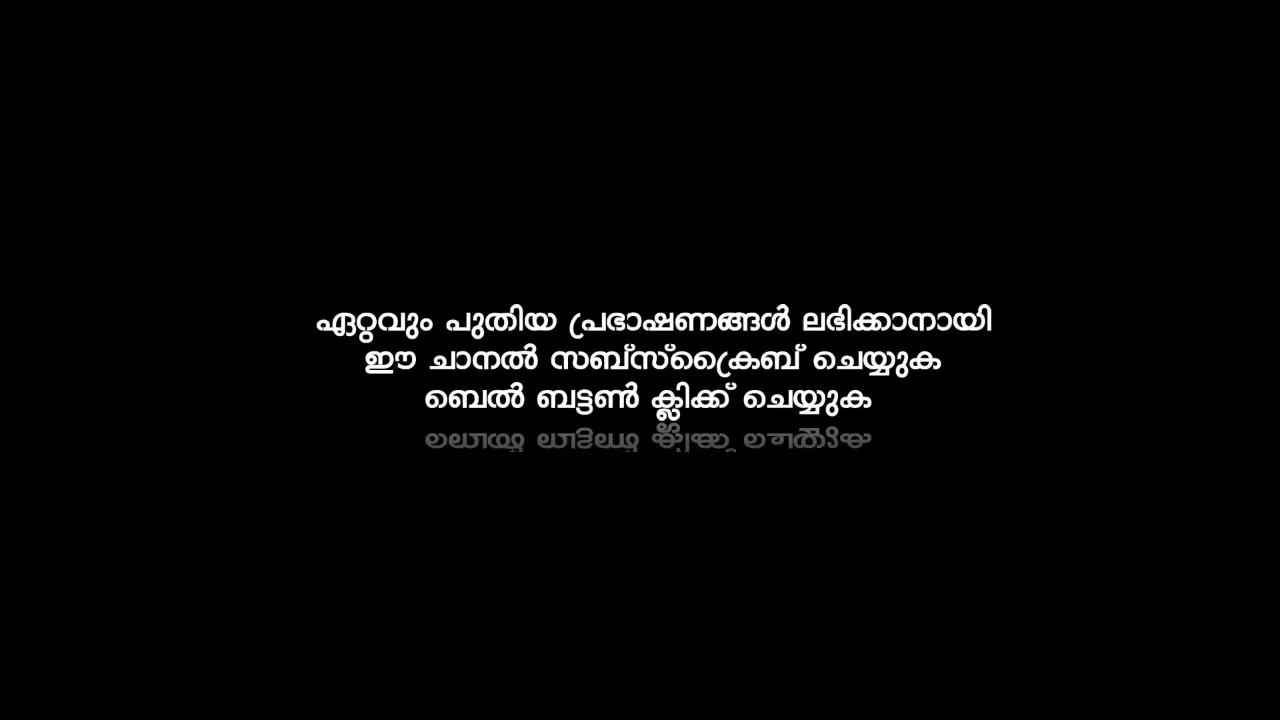 ഏറ്റവും പുതിയ പ്രഭാഷണങ്ങൾ ലഭിക്കാനായി
ഈ ചാനൽ സബ്സ്ക്രൈബ് ചെയ്യുക
ബെൽ ബട്ടൺ ക്ലിക്ക് ചെയ്യുക